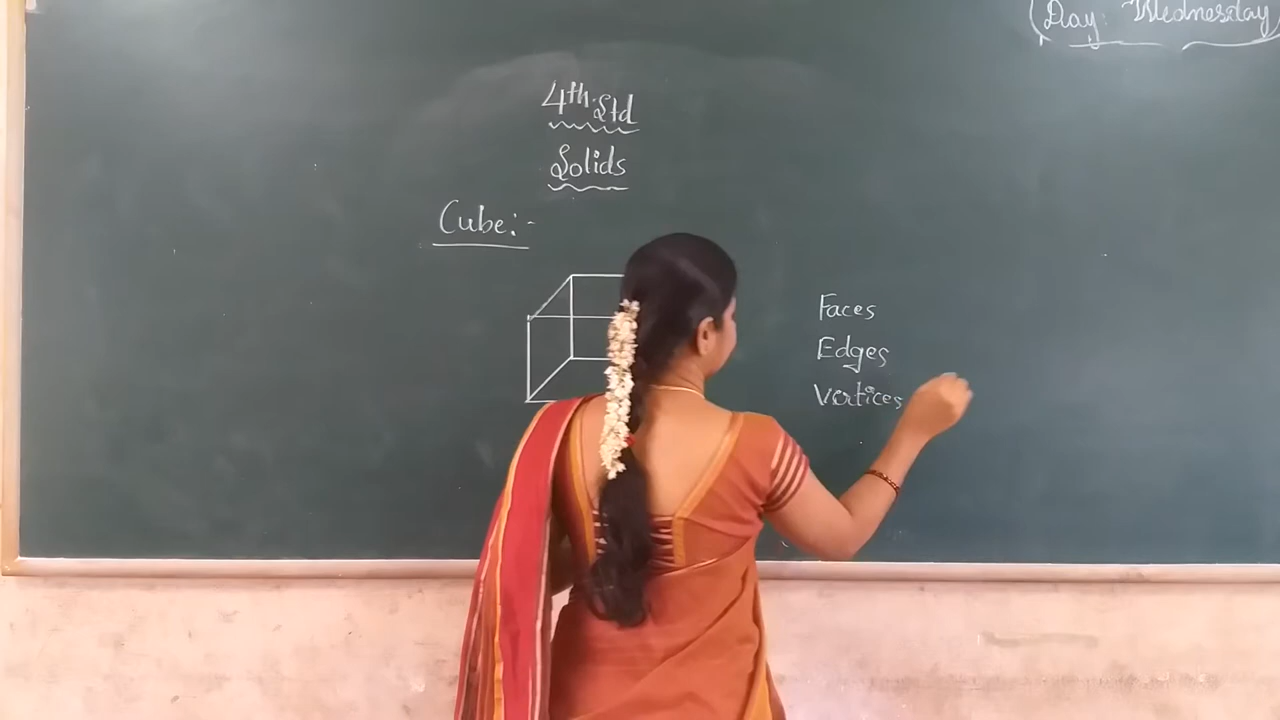 Day: Wednesday
4th Std
Solids
Cube:-
Faces
Edges
Vertices